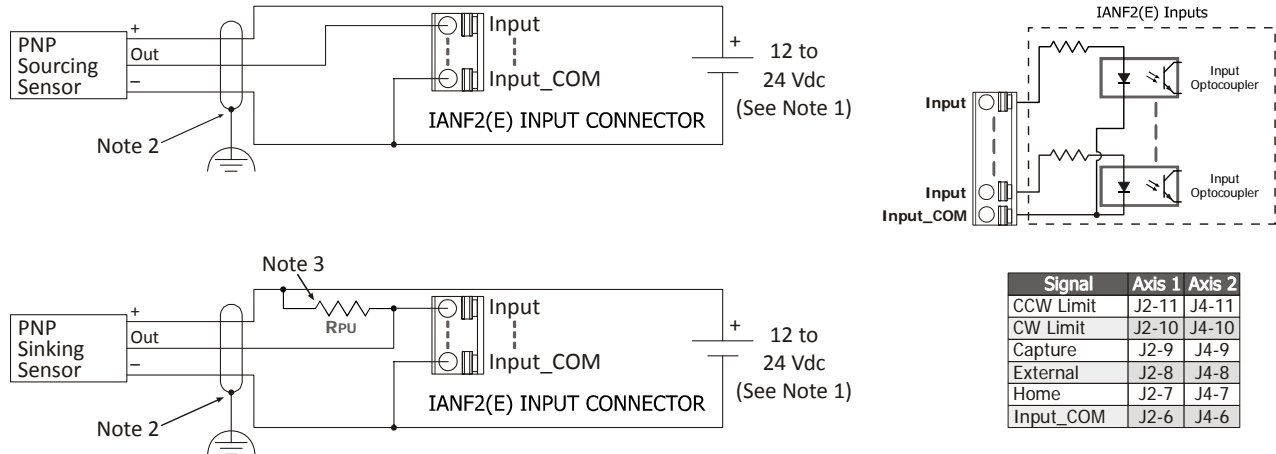 PNP
Sourcing
Sensor
+
Out
–
Note 2
Input
Input_COM
IANF2(E) INPUT CONNECTOR
+
12 to
24 Vdc
(See Note 1)
IANF2(E) Inputs
Input
Optocoupler
Input
Input
Optocoupler
Input
Input_COM
Note 3
RPU
PNP
Sinking
Sensor
+
Out
–
Note 2
Input
Input_COM
IANF2(E) INPUT CONNECTOR
+
12 to
24 Vdc
(See Note 1)
Signal Axis 1 Axis 2
CCW Limit J2-11 J4-11
CW Limit J2-10 J4-10
Capture J2-9 J4-9
External J2-8 J4-8
Home J2-7 J4-7
Input_COM J2-6 J4-6